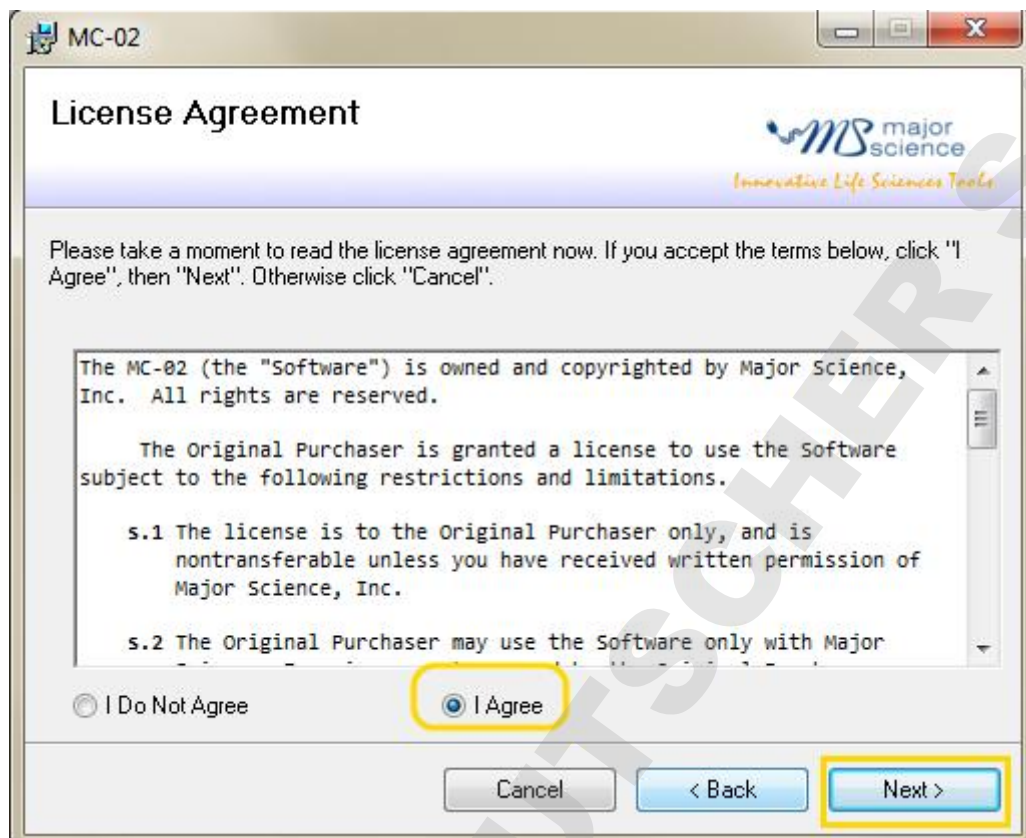 MC-02
License Agreement
MS major
science
Innovative Life Sciences Tools
Please take a moment to read the license agreement now. If you accept the terms below, click "I
Agree", then "Next". Otherwise click "Cancel".
The MC-02 (the "Software") is owned and copyrighted by Major Science,
Inc.  All rights are reserved.
The Original Purchaser is granted a license to use the Software
subject to the following restrictions and limitations.
s.1 The license is to the Original Purchaser only, and is
nontransferable unless you have received written permission of
Major Science, Inc.
s.2 The Original Purchaser may use the Software only with Major
I Do Not Agree
I Agree
Cancel
< Back
Next >